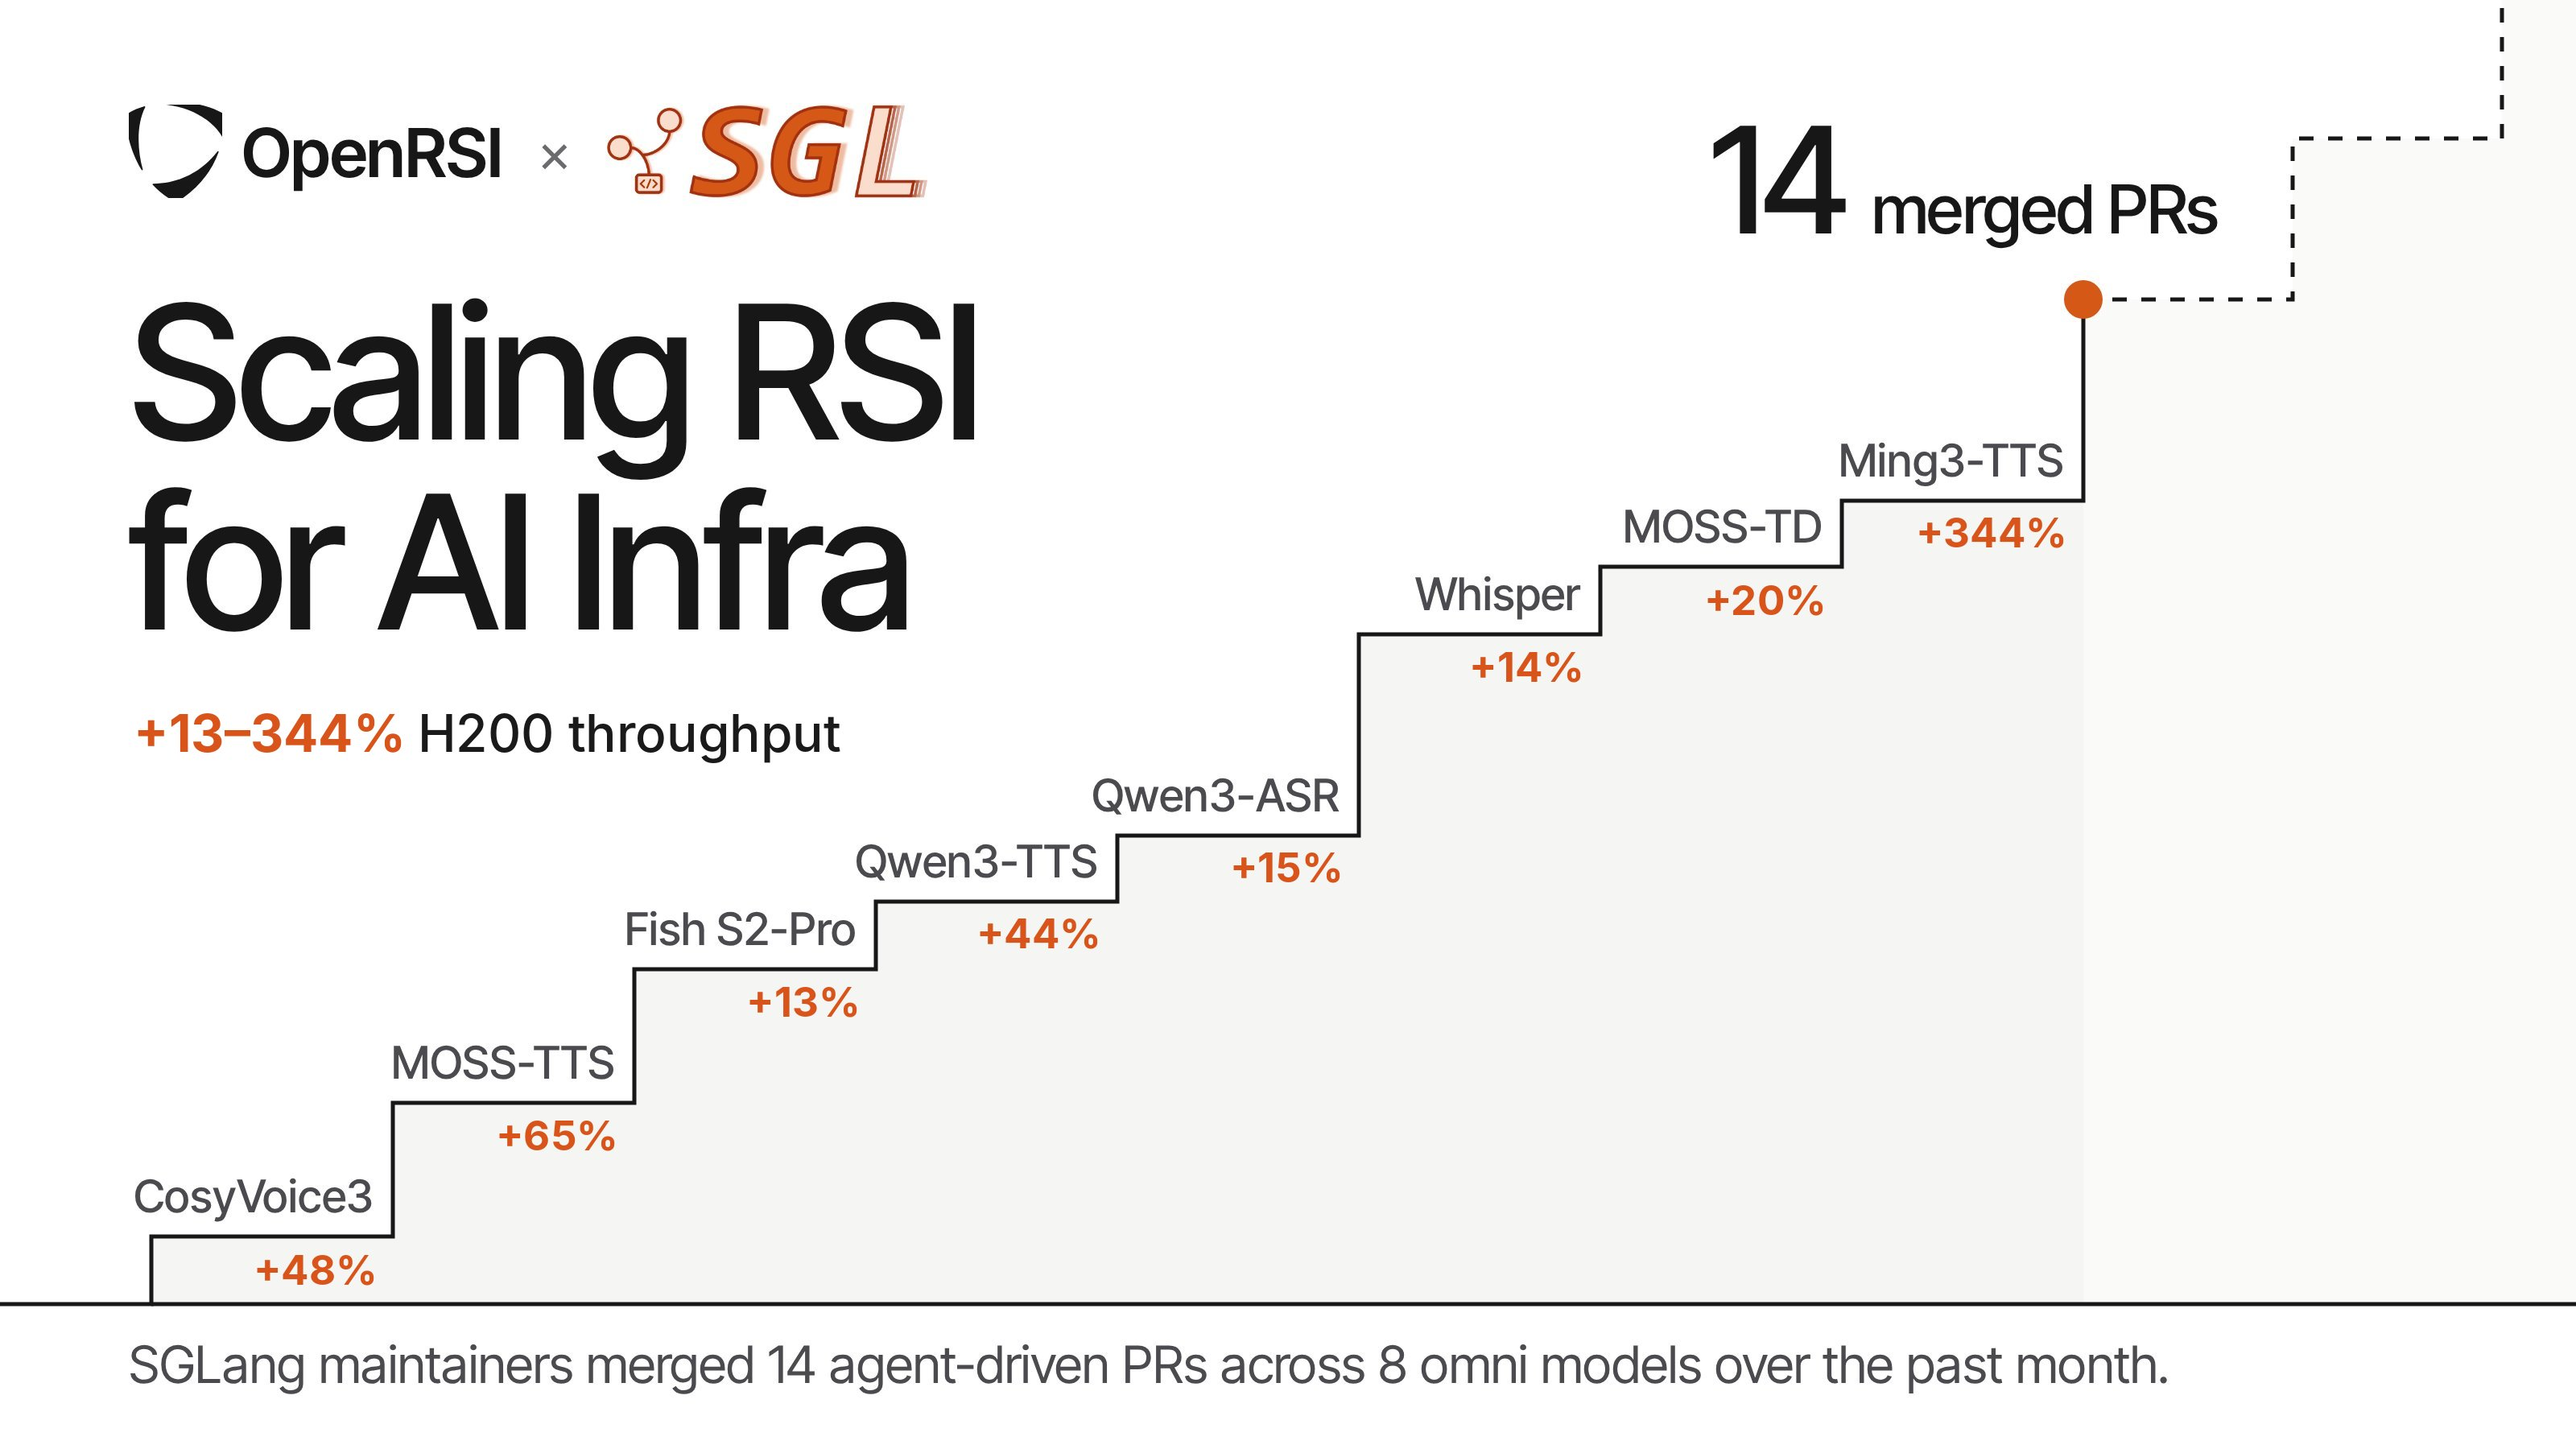 OpenRSI × SGL
</>
Scaling RSI
for AI Infra
+13–344% H200 throughput
14 merged PRs
Ming3-TTS
+344%
MOSS-TD
+20%
Whisper
+14%
Qwen3-ASR
+15%
Qwen3-TTS
+44%
Fish S2-Pro
+13%
MOSS-TTS
+65%
CosyVoice3
+48%
SGLang maintainers merged 14 agent-driven PRs across 8 omni models over the past month.